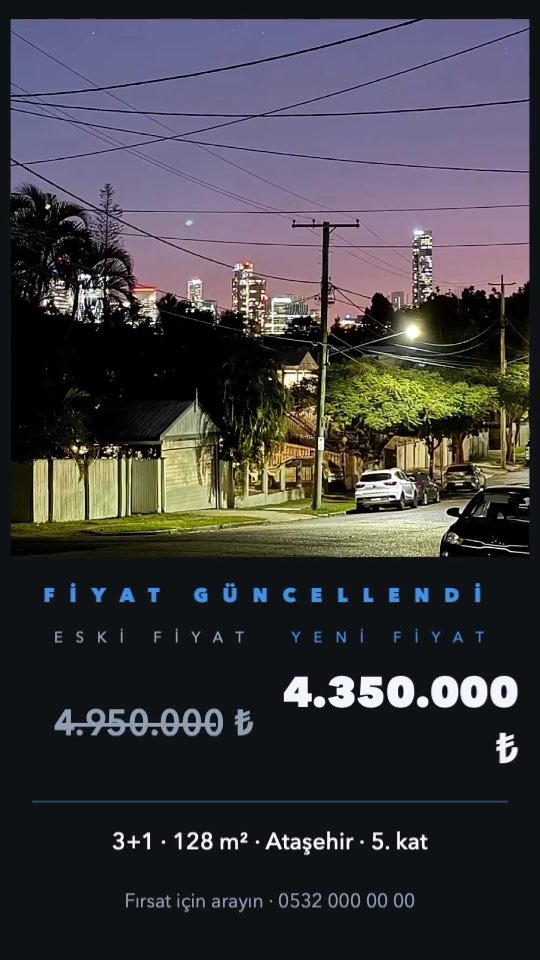 FİYAT GÜNCELLENDİ
ESKİ FİYAT
4.950.000 ₺
YENİ FİYAT
4.350.000
₺
3+1 · 128 m² · Ataşehir · 5. kat
Fırsat için arayın · 0532 000 00 00